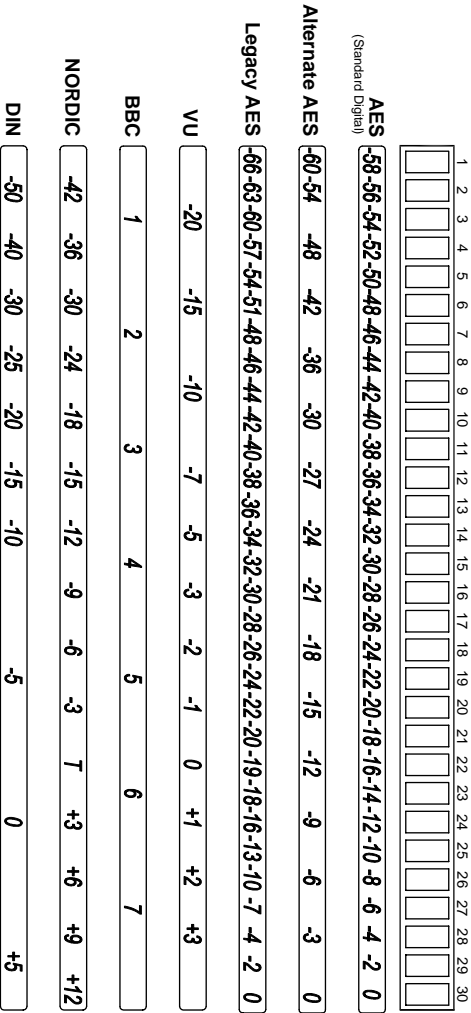 1 2 3 4 5 6 7 8 9 10 11 12 13 14 15 16 17 18 19 20 21 22 23 24 25 26 27 28 29 30
AES -58 -56 -54 -52 -50 -48 -46 -44 -42 -40 -38 -36 -34 -32 -30 -28 -26 -24 -22 -20 -18 -16 -14 -12 -10 -8 -6 -4 -2 0
(Standard Digital)
Alternate AES -60 -54 -48 -42 -36 -30 -27 -24 -21 -18 -15 -12 -9 -6 -3 0
Legacy AES -66 -63 -60 -57 -54 -51 -48 -46 -44 -42 -40 -38 -36 -34 -32 -30 -28 -26 -24 -22 -20 -19 -18 -16 -13 -10 -7 -4 -2 0
VU -20 -15 -10 -7 -5 -3 -2 -1 0 +1 +2 +3
BBC 1 2 3 4 5 6 7
NORDIC -42 -36 -30 -24 -18 -15 -12 -9 -6 -3 T +3 +6 +9 +12
DIN -50 -40 -30 -25 -20 -15 -10 -5 0 +5